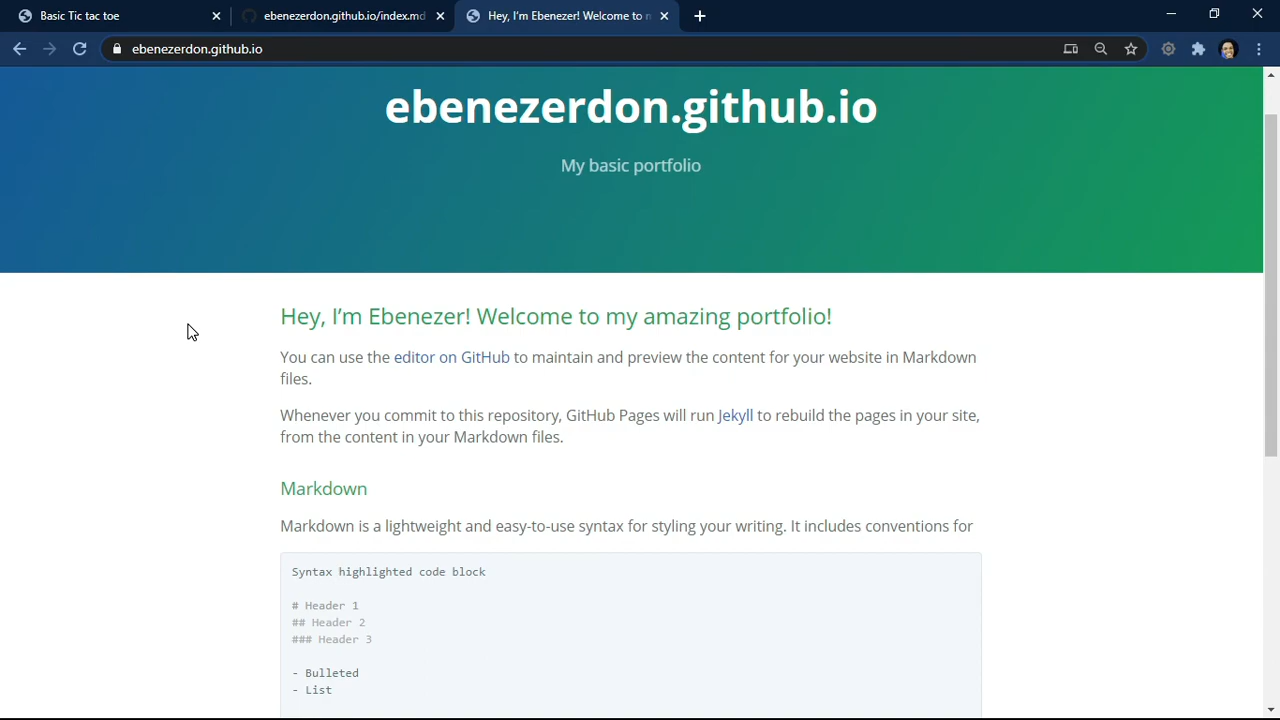 Basic Tic tac toe
ebenezerdon.github.io/index.md
Hey, I'm Ebenezer! Welcome to m
ebenezerdon.github.io
ebenezerdon.github.io
My basic portfolio
Hey, I’m Ebenezer! Welcome to my amazing portfolio!
You can use the editor on GitHub to maintain and preview the content for your website in Markdown
files.
Whenever you commit to this repository, GitHub Pages will run Jekyll to rebuild the pages in your site,
from the content in your Markdown files.
Markdown
Markdown is a lightweight and easy-to-use syntax for styling your writing. It includes conventions for
Syntax highlighted code block
# Header 1
## Header 2
### Header 3
- Bulleted
- List